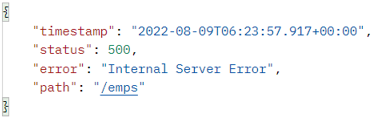 {
"timestamp": "2022-08-09T06:23:57.917+00:00",
"status": 500,
"error": "Internal Server Error",
"path": "/emps"
}